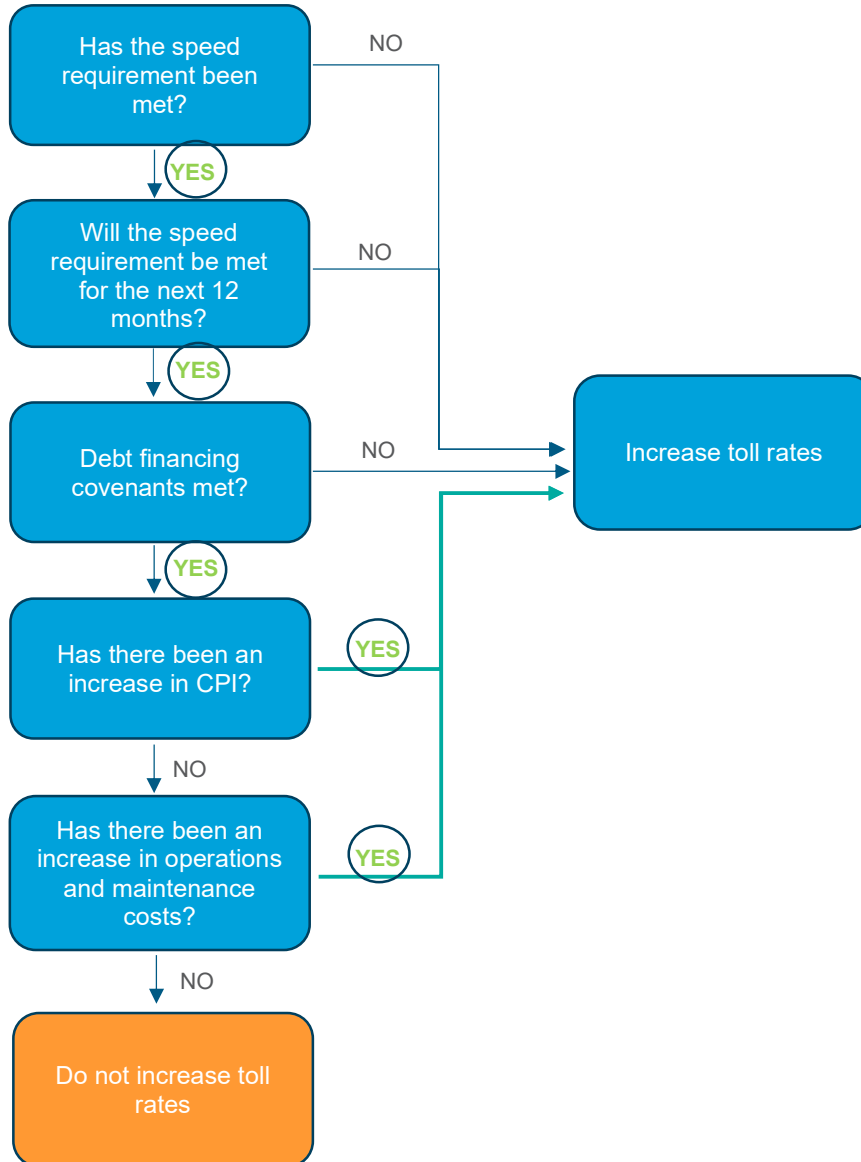 Has the speed
requirement been
met?
NO
YES
Will the speed
requirement be met
for the next 12
months?
NO
YES
Debt financing
covenants met?
NO
Increase toll rates
YES
Has there been an
increase in CPI?
YES
NO
Has there been an
increase in operations
and maintenance
costs?
YES
NO
Do not increase toll
rates